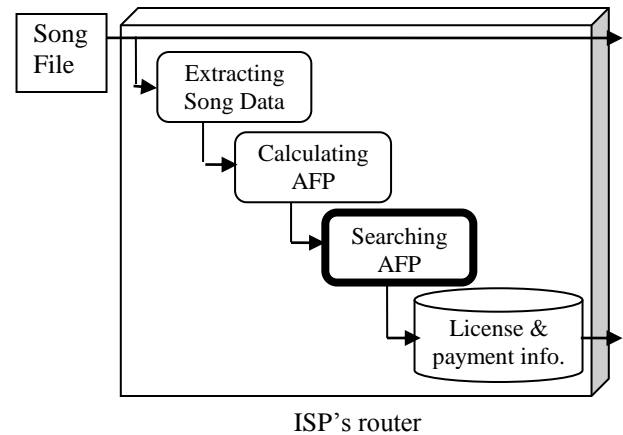 Song
File
Extracting
Song Data
Calculating
AFP
Searching
AFP
License &
payment info.
ISP's router